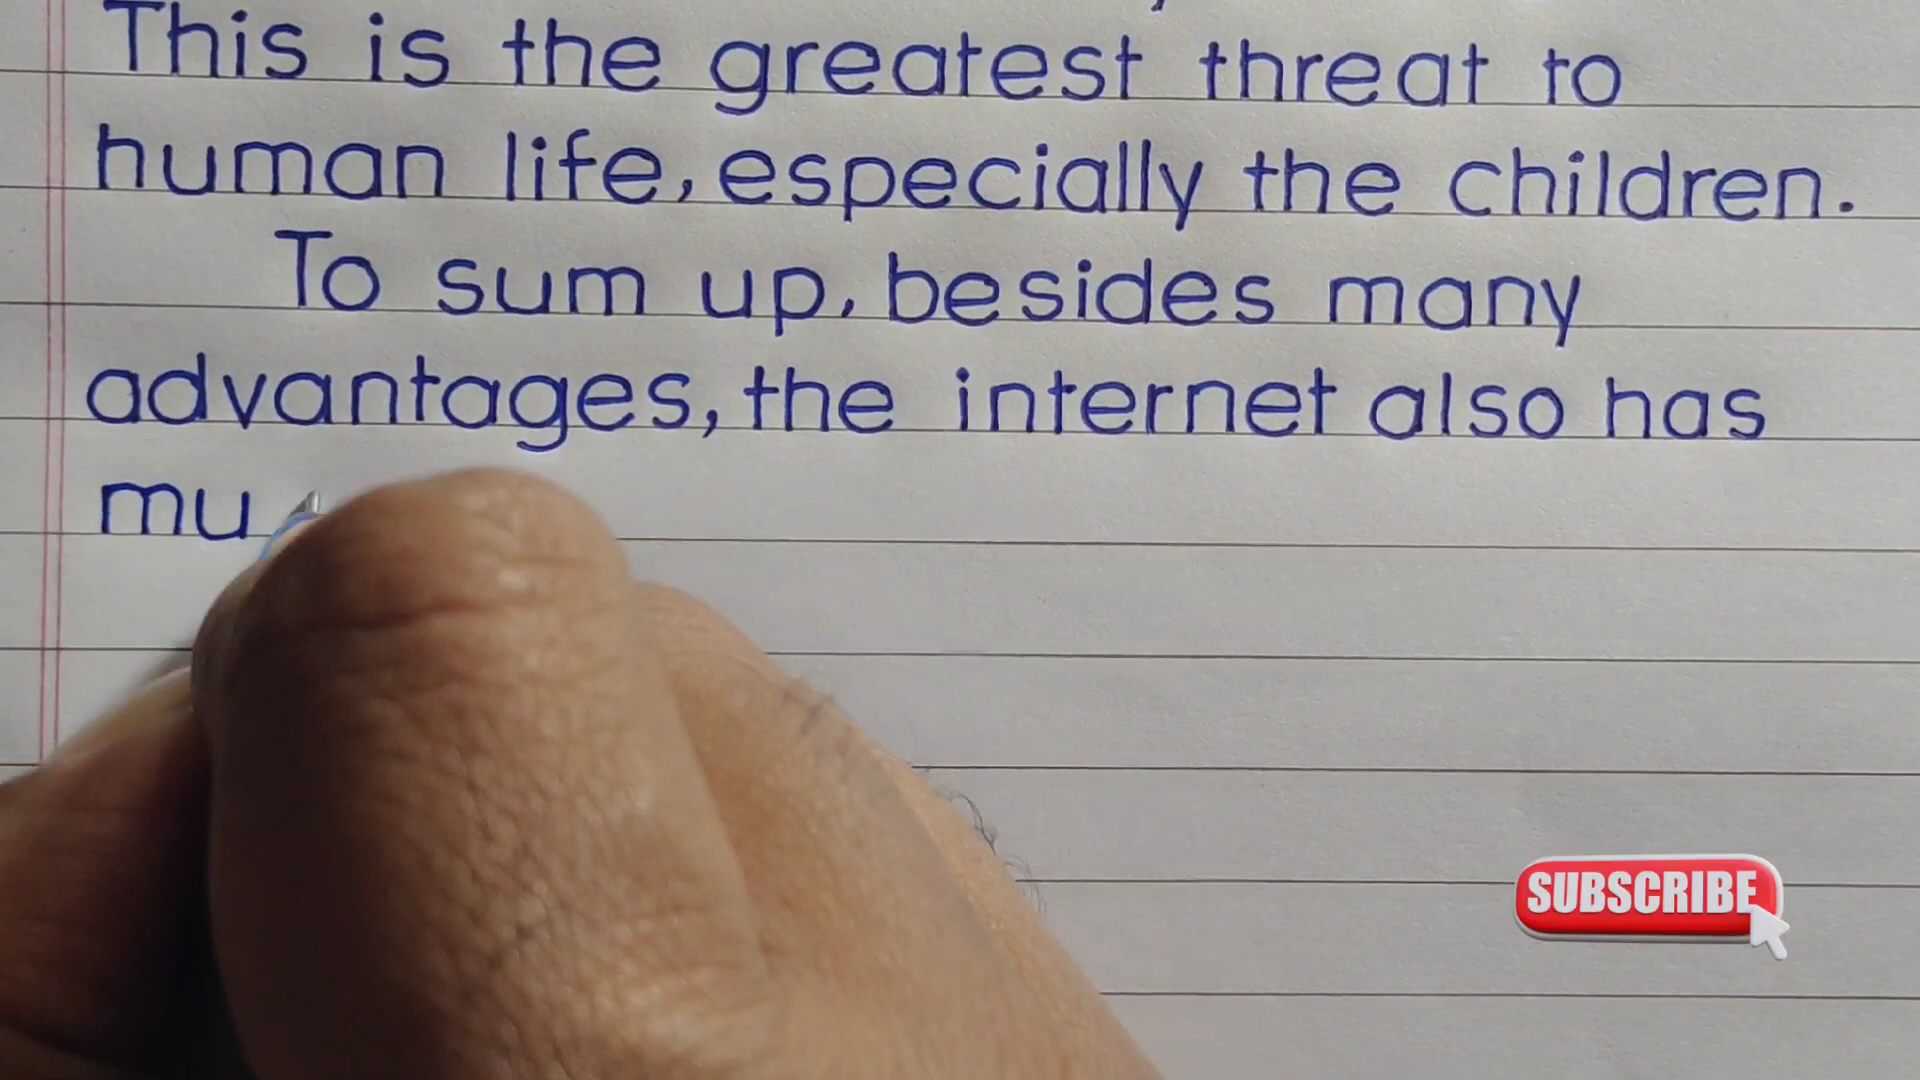 This is the greatest threat to
human life, especially the children.
To sum up, besides many
advantages, the internet also has
mu
SUBSCRIBE